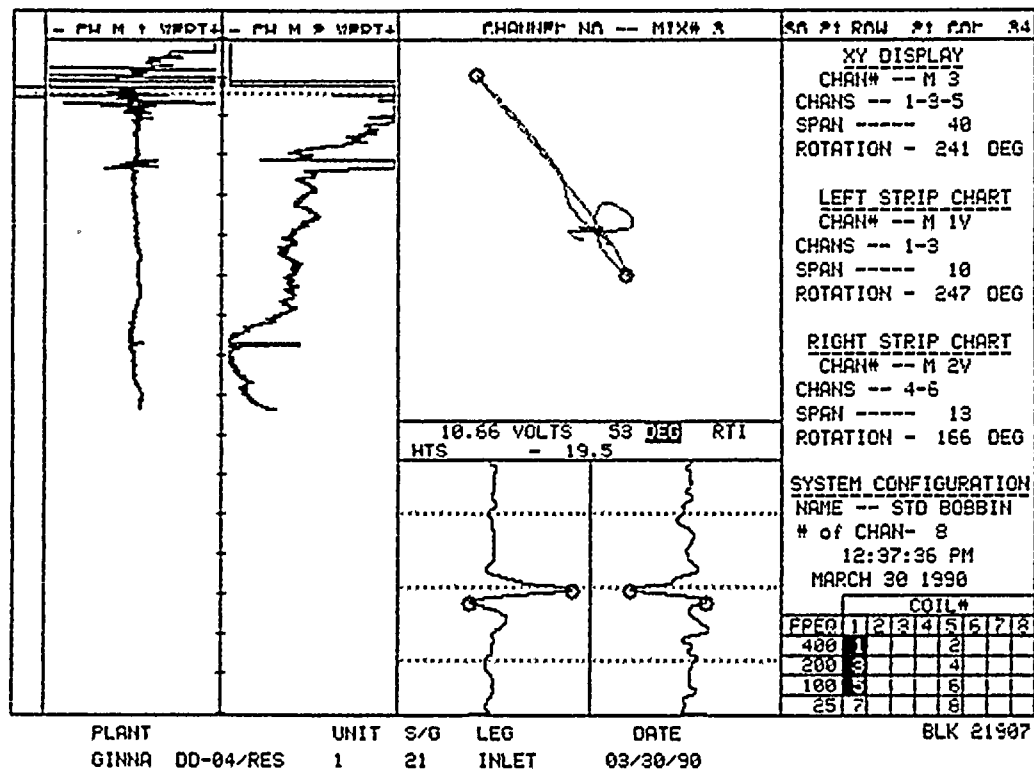 CHANNEL NO -- MIX# 3
XY DISPLAY
CHAN# -- M 3
CHANS -- 1-3-5
SPAN ----- 40
ROTATION - 241 DEG
LEFT STRIP CHART
CHAN# -- M 1V
CHANS -- 1-3
SPAN ----- 10
ROTATION - 247 DEG
RIGHT STRIP CHART
CHAN# -- M 2V
CHANS -- 4-6
SPAN ----- 13
ROTATION - 166 DEG
10.66 VOLTS 53 DEG RTI
HTS - 19.5
SYSTEM CONFIGURATION
NAME -- STD BOBBIN
# of CHAN- 8
12:37:36 PM
MARCH 30 1990
COIL#
FREQ 1 2 3 4 5 6 7 8
400 1 2
200 3 4
100 5 6
25 7 8
PLANT UNIT S/G LEG DATE BLK 21907
GINNA DD-04/RES 1 21 INLET 03/30/90